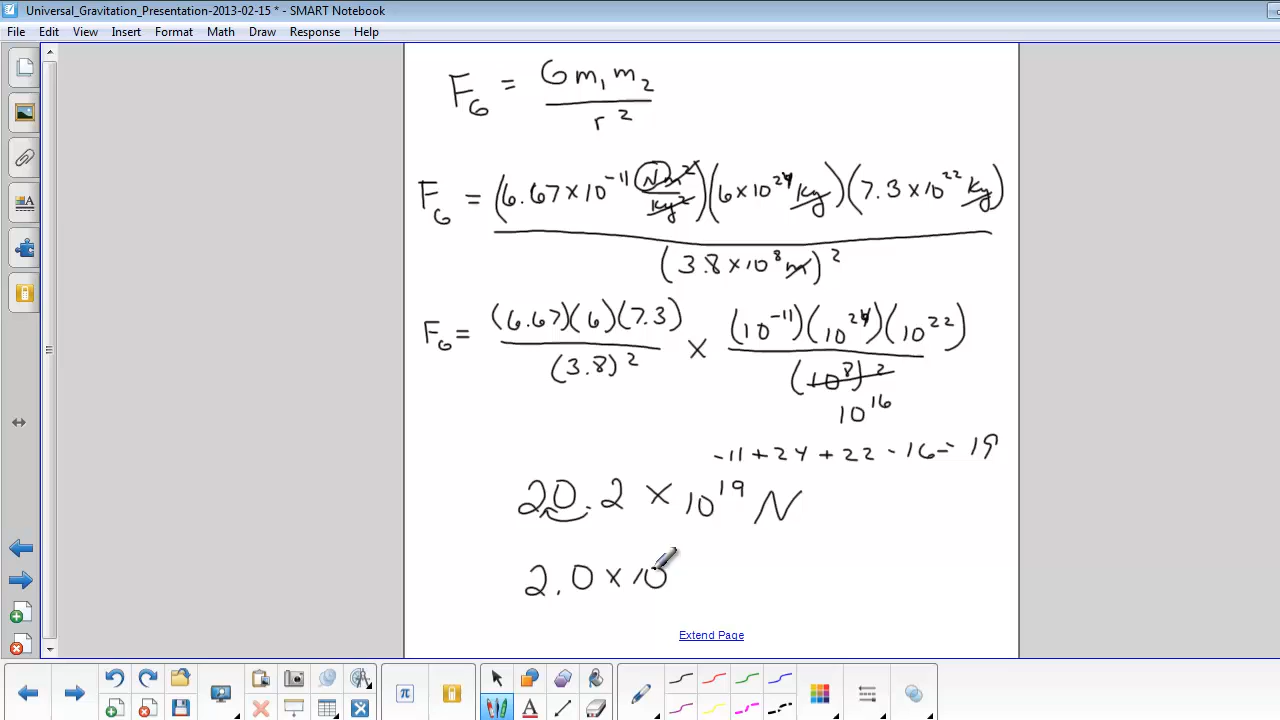 Universal_Gravitation_Presentation-2013-02-15 * - SMART Notebook
File Edit View Insert Format Math Draw Response Help
F_G = G m₁ m₂ / r²
F_G = (6.67 × 10⁻¹¹ Nm²/kg²)(6 × 10²⁴ kg)(7.3 × 10²² kg) / (3.8 × 10⁸ m)²
F_G = (6.67)(6)(7.3) / (3.8)² × (10⁻¹¹)(10²⁴)(10²²) / (10⁸)²
10¹⁶
-11 + 24 + 22 - 16 = 19
20.2 × 10¹⁹ N
2.0 × 10
Extend Page
π
A
A